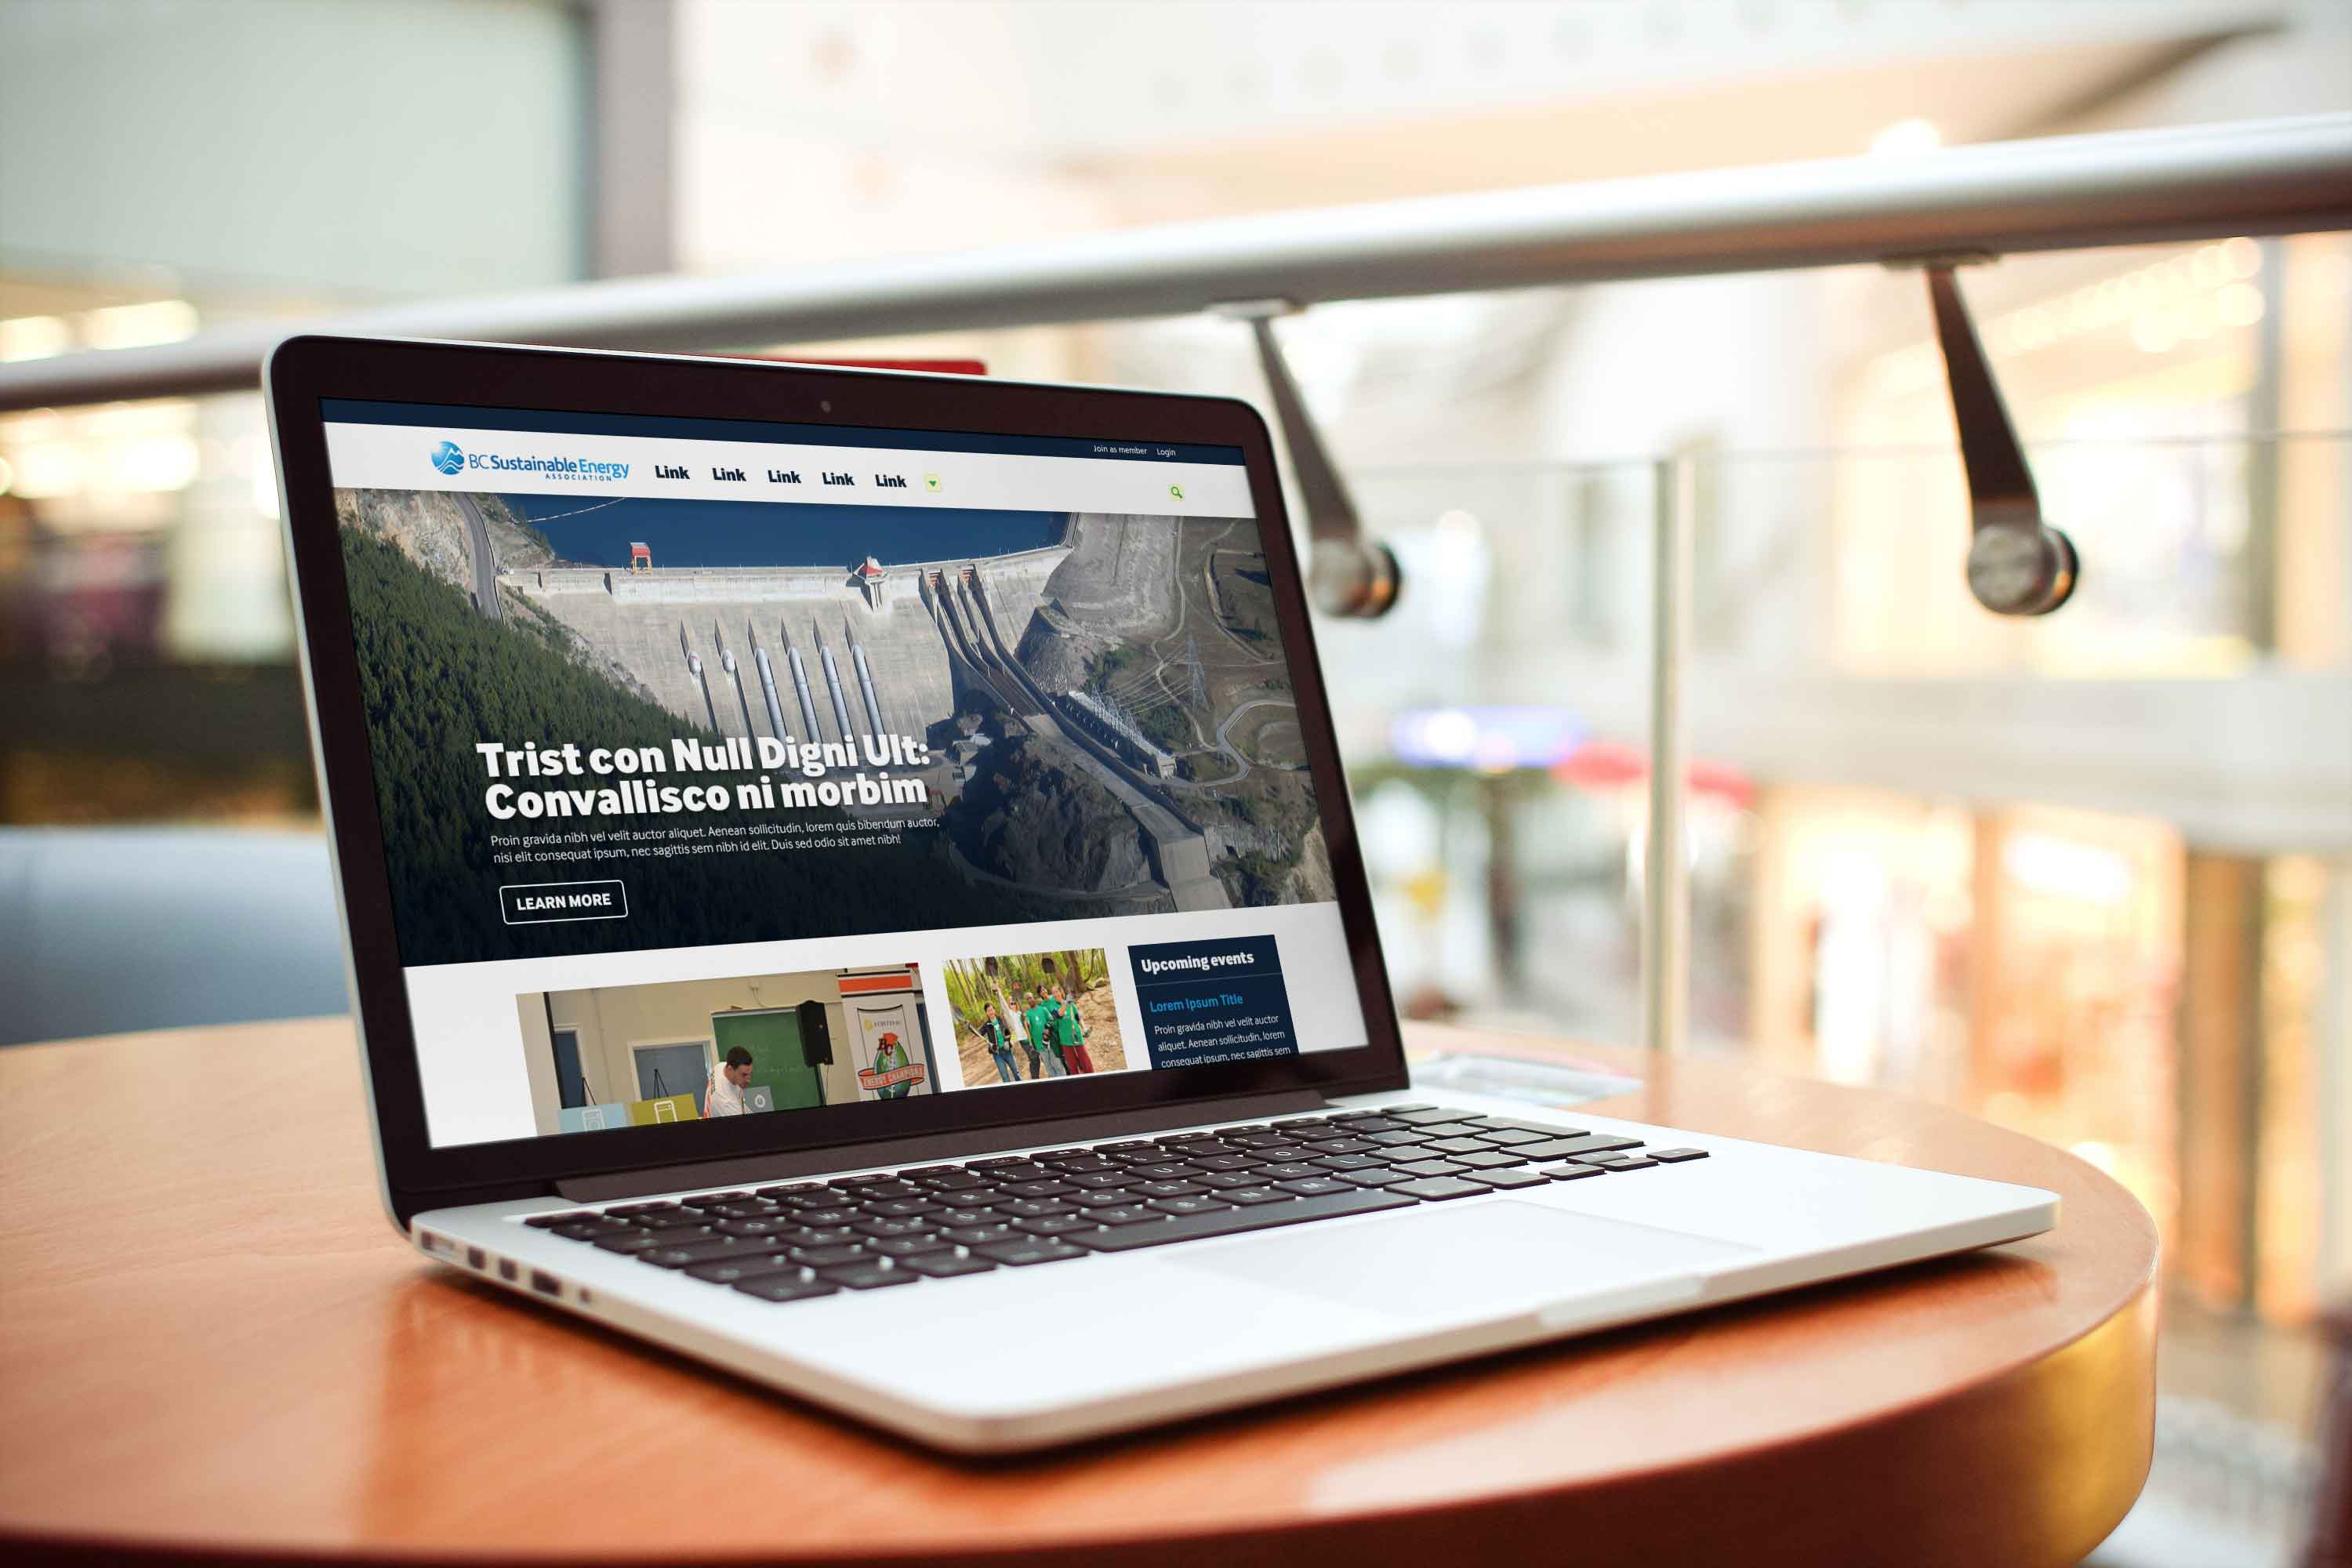 Join as member Login
BC Sustainable Energy
ASSOCIATION
Link Link Link Link Link
Trist con Null Digni Ult:
Convallisco ni morbim
Proin gravida nibh vel velit auctor aliquet. Aenean sollicitudin, lorem quis bibendum auctor,
nisi elit consequat ipsum, nec sagittis sem nibh id elit. Duis sed odio sit amet nibh!
LEARN MORE
BC
ENERGY CHAMPIONS
Upcoming events
Lorem Ipsum Title
Proin gravida nibh vel velit auctor
aliquet. Aenean sollicitudin, lorem
consequat ipsum, nec sagittis sem